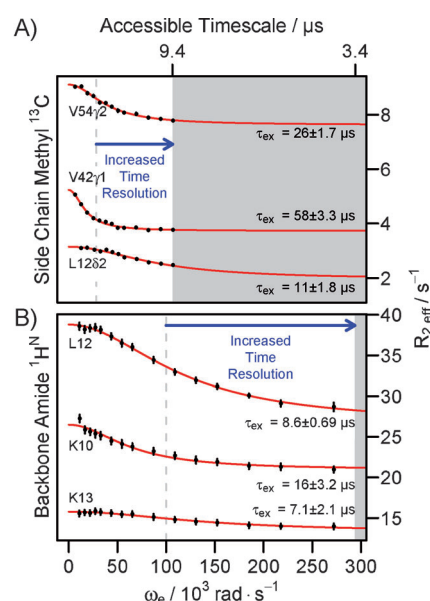 Accessible Timescale / μs
9.4 3.4
A)
Side Chain Methyl ¹³C
V54γ2
τex = 26±1.7 μs
Increased
Time
Resolution
V42γ1
τex = 58±3.3 μs
L12δ2
τex = 11±1.8 μs
8
6
4
2
R2,eff / s⁻¹
B)
Backbone Amide ¹Hᴺ
L12
Increased
Time
Resolution
τex = 8.6±0.69 μs
K10
τex = 16±3.2 μs
K13
τex = 7.1±2.1 μs
40
35
30
25
20
15
0 50 100 150 200 250 300
ωe / 10³ rad · s⁻¹